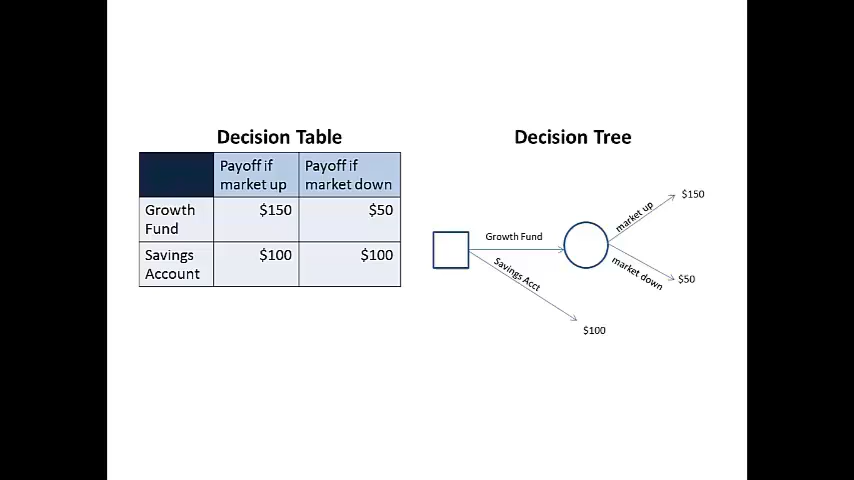 Decision Table
Payoff if
market up
Payoff if
market down
Growth
Fund
$150
$50
Savings
Account
$100
$100
Decision Tree
Growth Fund
Savings Acct
market up
market down
$150
$50
$100